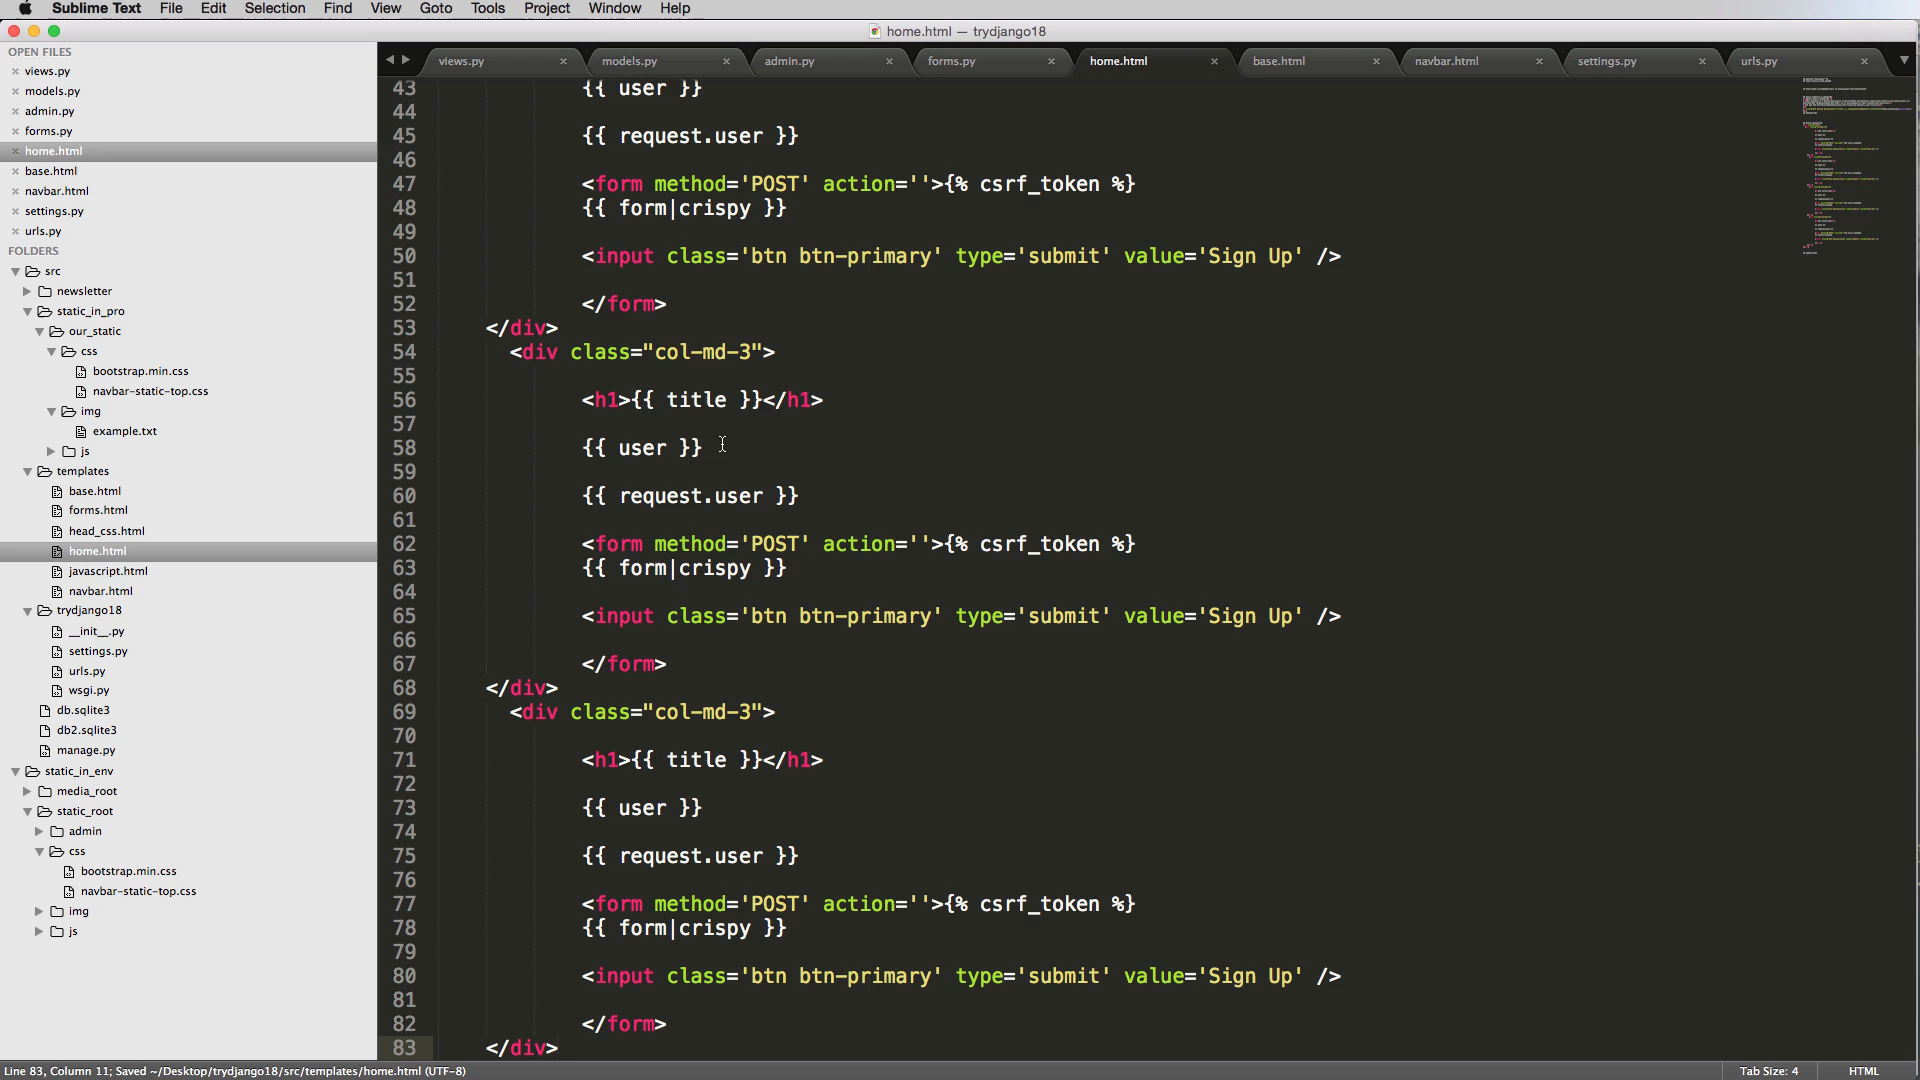 Sublime Text File Edit Selection Find View Goto Tools Project Window Help
home.html — trydjango18
OPEN FILES
views.py
models.py
admin.py
forms.py
home.html
base.html
navbar.html
settings.py
urls.py
FOLDERS
src
newsletter
static_in_pro
our_static
css
bootstrap.min.css
navbar-static-top.css
img
example.txt
js
templates
base.html
forms.html
head_css.html
home.html
javascript.html
navbar.html
trydjango18
__init__.py
settings.py
urls.py
wsgi.py
db.sqlite3
db2.sqlite3
manage.py
static_in_env
media_root
static_root
admin
css
bootstrap.min.css
navbar-static-top.css
img
js
views.py models.py admin.py forms.py home.html base.html navbar.html settings.py urls.py
43 {{ user }}
44
45 {{ request.user }}
46
47 <form method='POST' action=''>{% csrf_token %}
48 {{ form|crispy }}
49
50 <input class='btn btn-primary' type='submit' value='Sign Up' />
51
52 </form>
53 </div>
54 <div class="col-md-3">
55
56 <h1>{{ title }}</h1>
57
58 {{ user }}
59
60 {{ request.user }}
61
62 <form method='POST' action=''>{% csrf_token %}
63 {{ form|crispy }}
64
65 <input class='btn btn-primary' type='submit' value='Sign Up' />
66
67 </form>
68 </div>
69 <div class="col-md-3">
70
71 <h1>{{ title }}</h1>
72
73 {{ user }}
74
75 {{ request.user }}
76
77 <form method='POST' action=''>{% csrf_token %}
78 {{ form|crispy }}
79
80 <input class='btn btn-primary' type='submit' value='Sign Up' />
81
82 </form>
83 </div>
Line 83, Column 11; Saved ~/Desktop/trydjango18/src/templates/home.html (UTF-8) Tab Size: 4 HTML